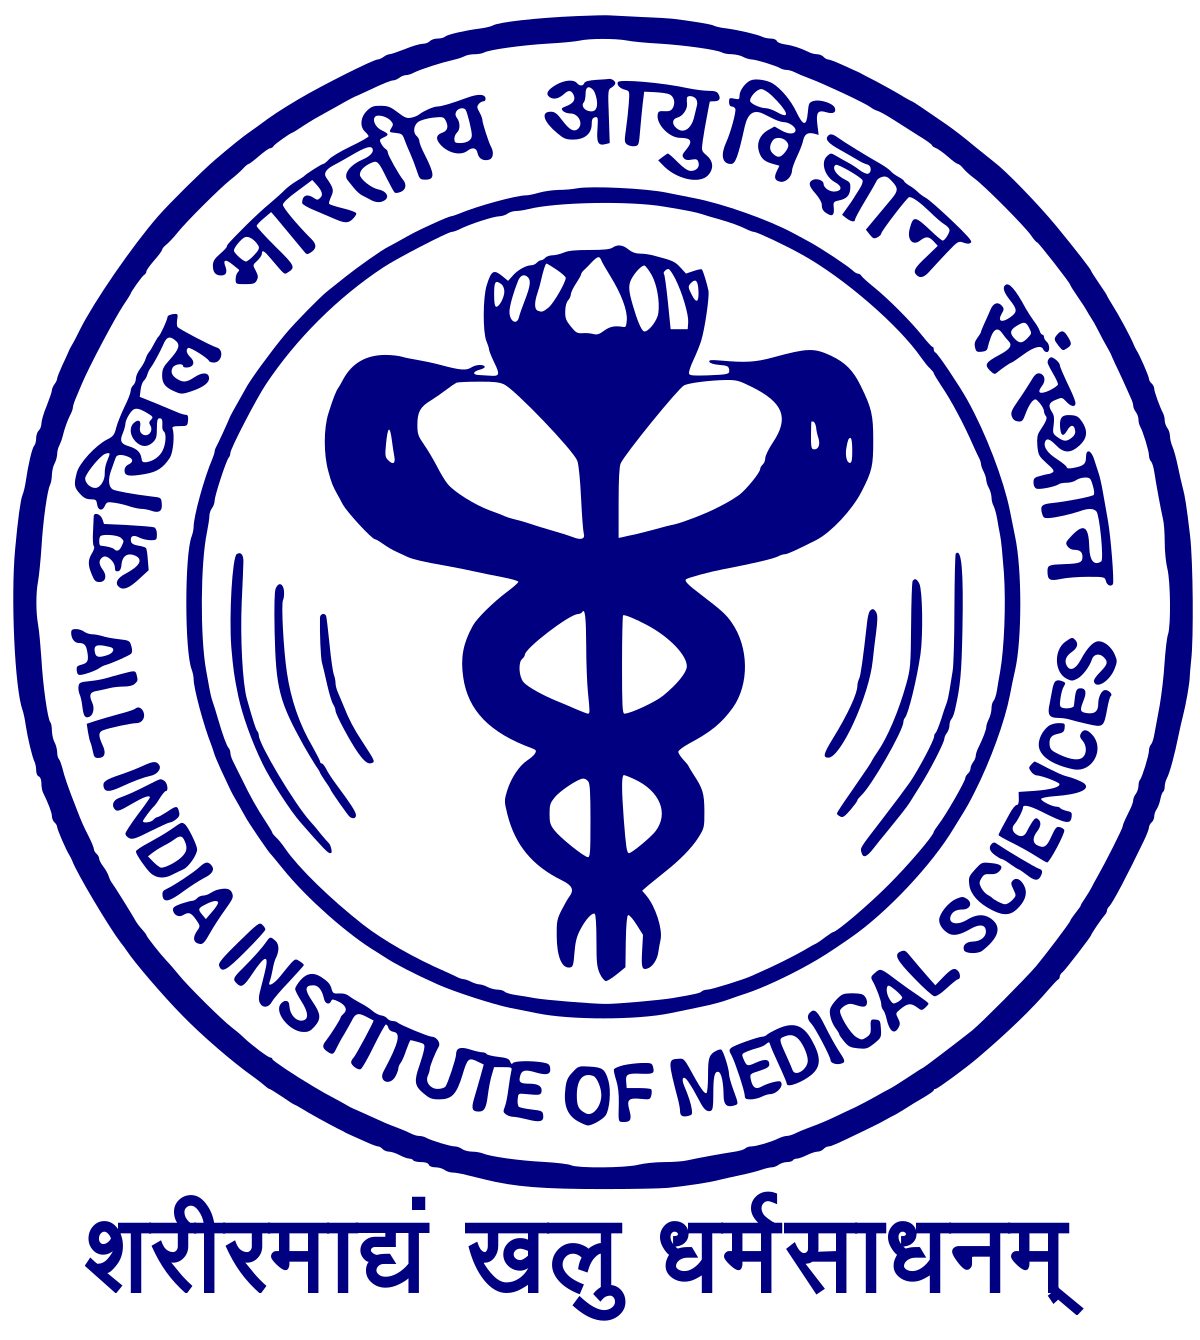 अखिल भारतीय आयुर्विज्ञान संस्थान
ALL INDIA INSTITUTE OF MEDICAL SCIENCES
शरीरमाद्यं खलु धर्मसाधनम्